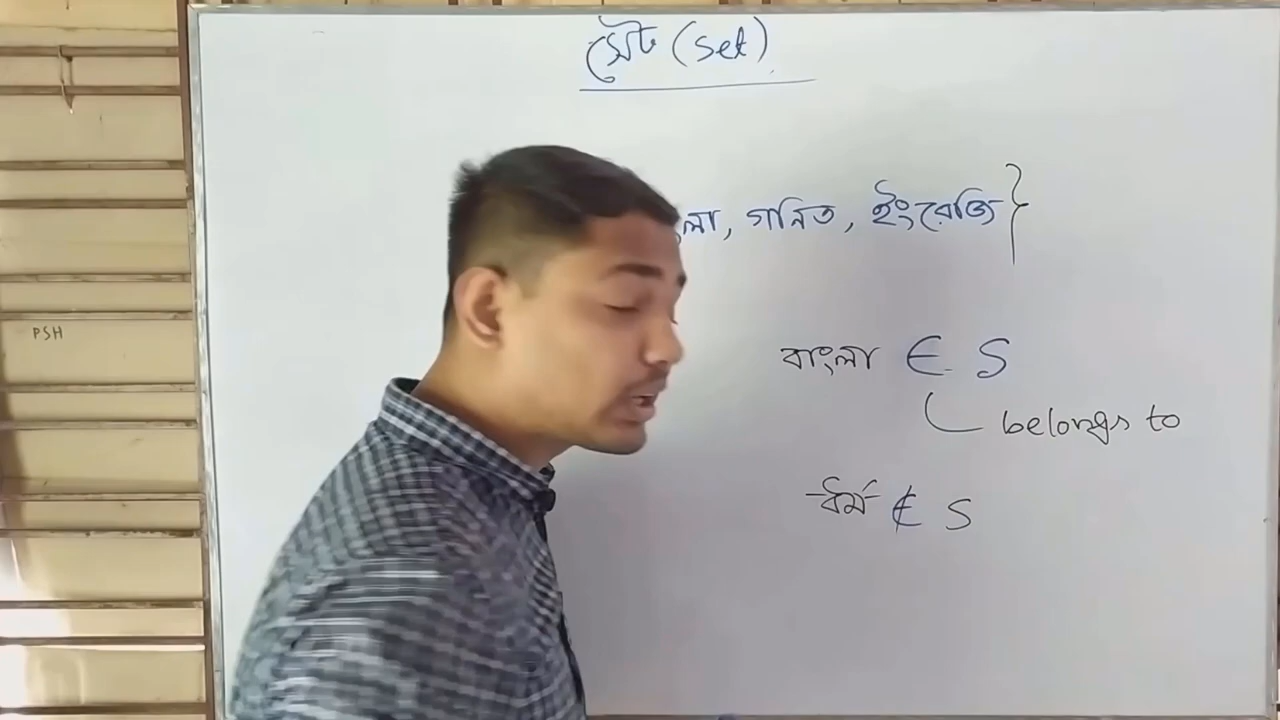 সেট (Set)
গনিত, ইংরেজি }
বাংলা ∈ S
belongs to
ধর্ম ∉ S
PSH